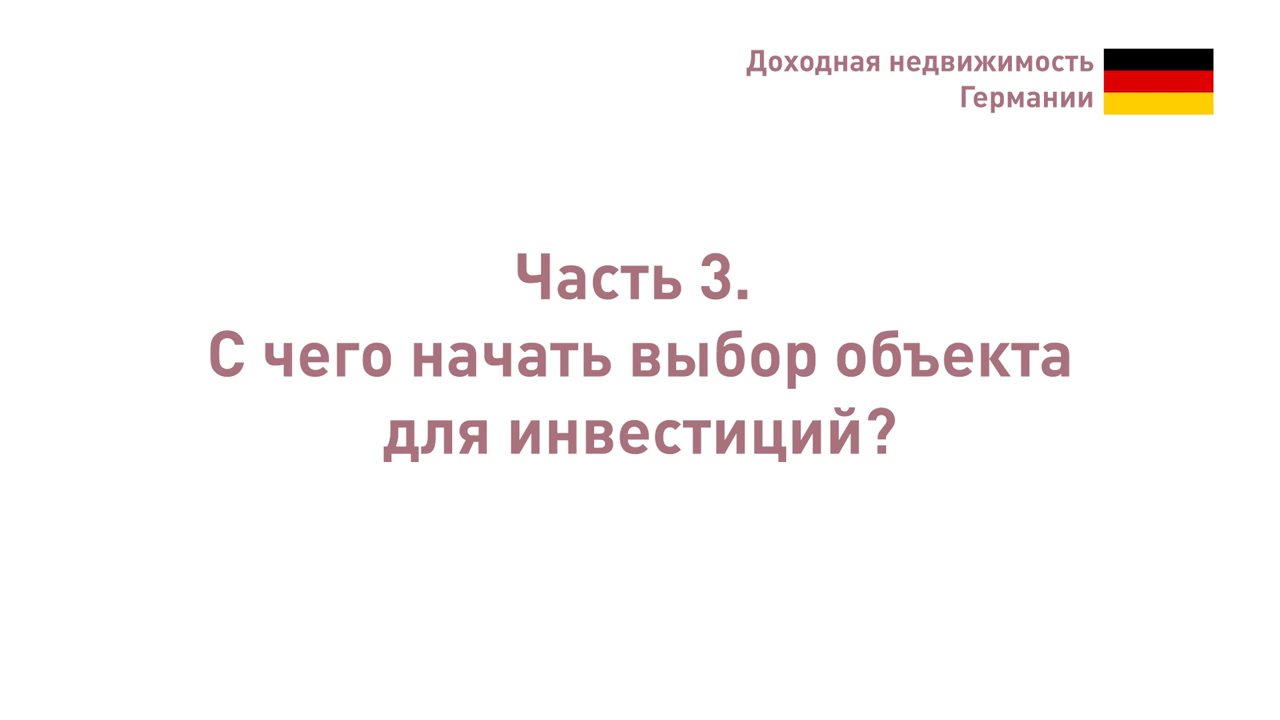 Доходная недвижимость
Германии
Часть 3.
С чего начать выбор объекта
для инвестиций?